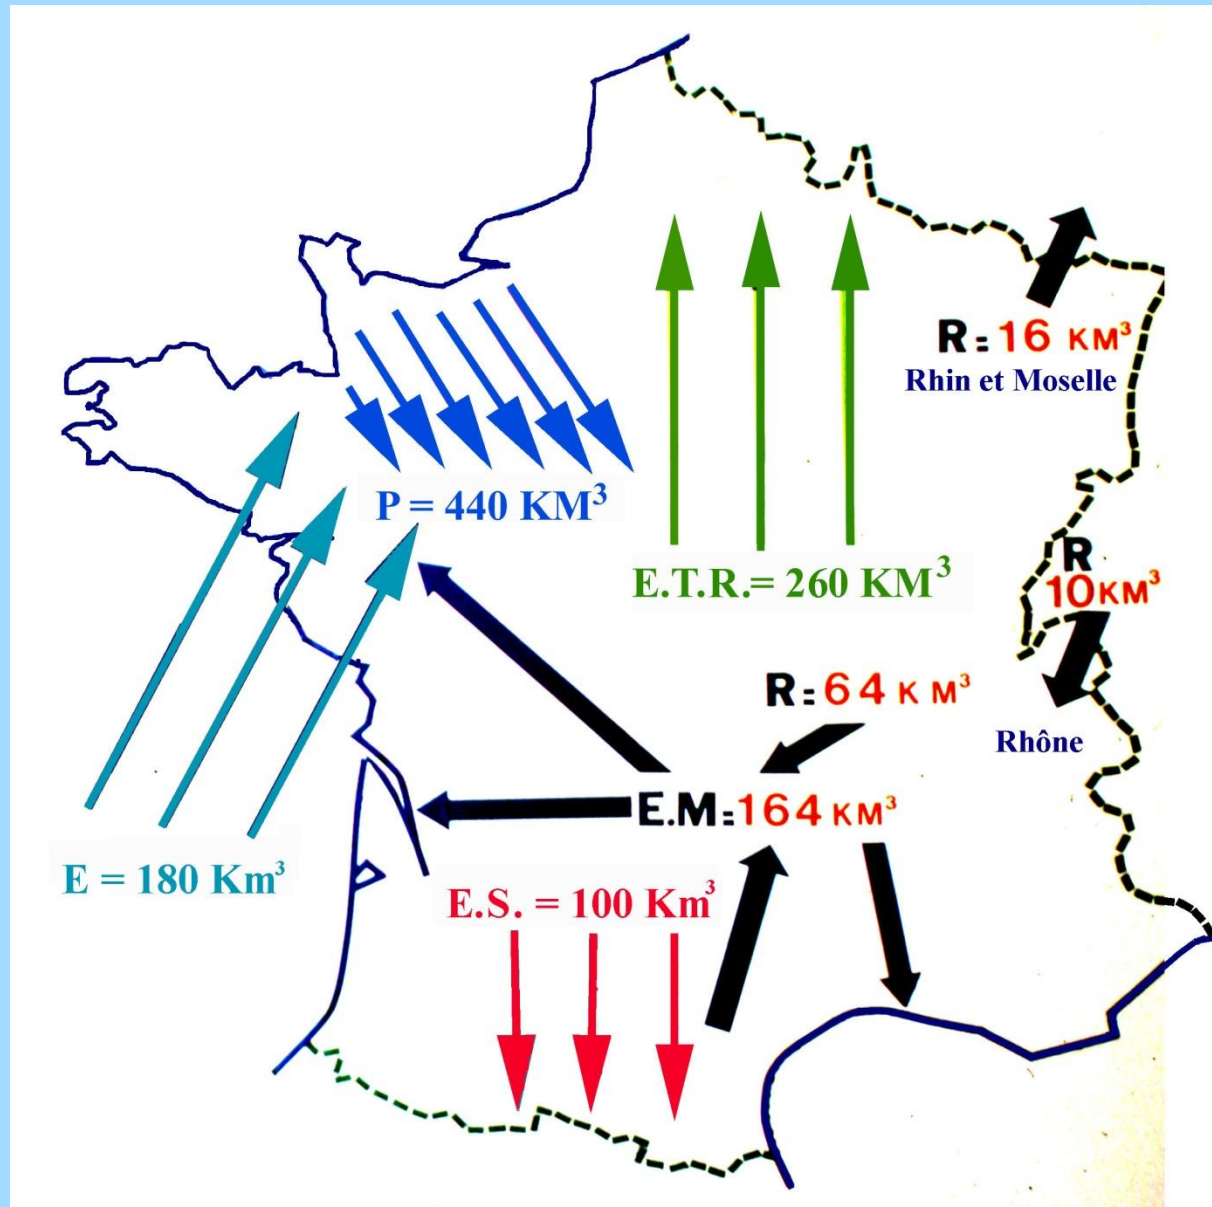 R=16 KM³
Rhin et Moselle
P = 440 KM³
R
10KM³
E.T.R.= 260 KM³
R=64 KM³
Rhône
E.M=164 KM³
E = 180 Km³
E.S. = 100 Km³